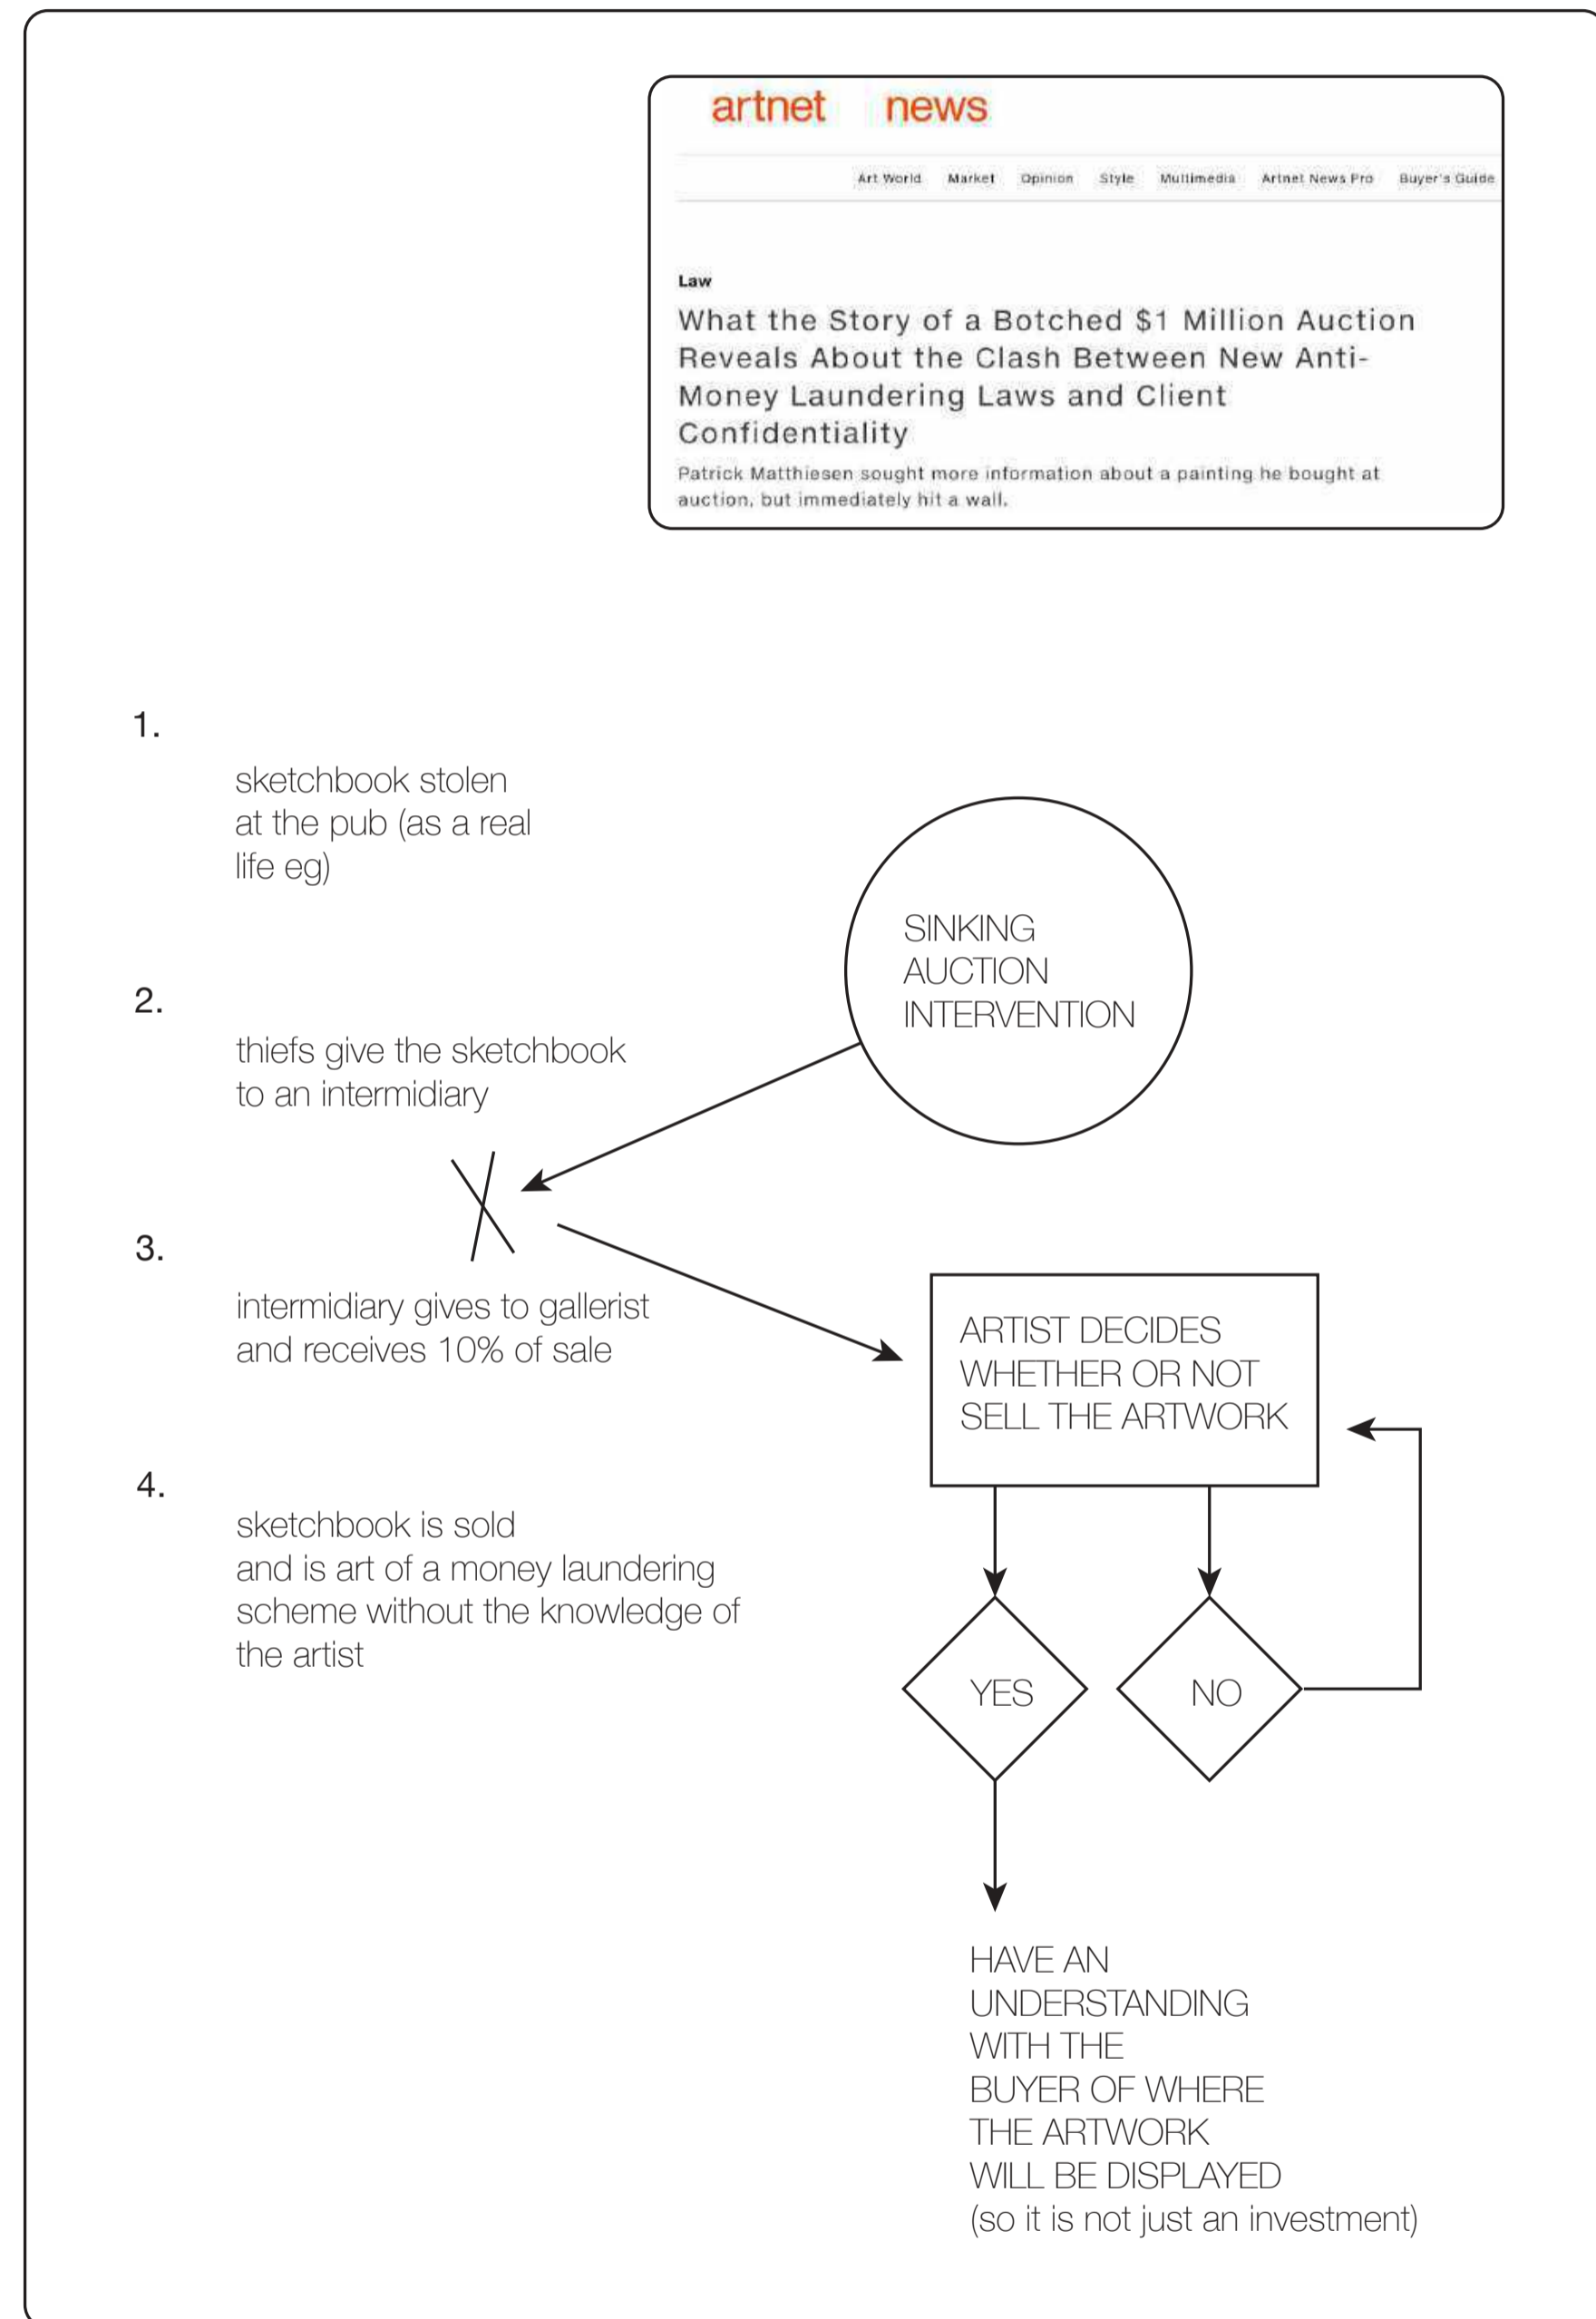 artnet news
Art World Market Opinion Style Multimedia Artnet News Pro Buyer's Guide
Law
What the Story of a Botched $1 Million Auction
Reveals About the Clash Between New Anti-
Money Laundering Laws and Client
Confidentiality
Patrick Matthiesen sought more information about a painting he bought at
auction, but immediately hit a wall.
1.
sketchbook stolen
at the pub (as a real
life eg)
2.
thiefs give the sketchbook
to an intermidiary
3.
intermidiary gives to gallerist
and receives 10% of sale
4.
sketchbook is sold
and is art of a money laundering
scheme without the knowledge of
the artist
SINKING
AUCTION
INTERVENTION
ARTIST DECIDES
WHETHER OR NOT
SELL THE ARTWORK
YES
NO
HAVE AN
UNDERSTANDING
WITH THE
BUYER OF WHERE
THE ARTWORK
WILL BE DISPLAYED
(so it is not just an investment)